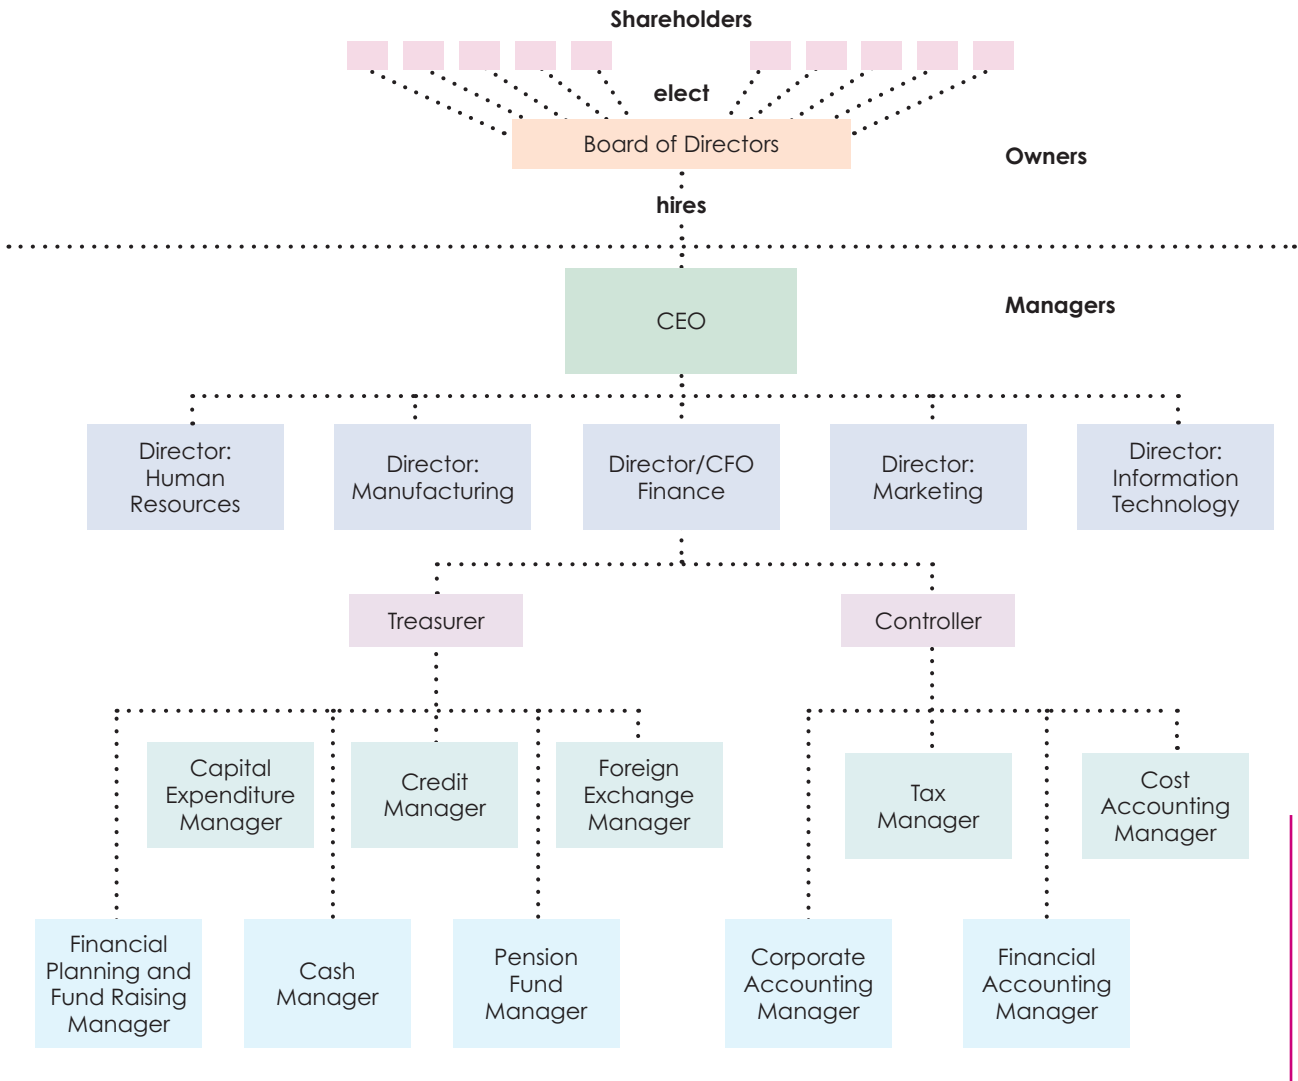 Shareholders
elect
Board of Directors
Owners
hires
CEO
Managers
Director:
Human
Resources
Director:
Manufacturing
Director/CFO
Finance
Director:
Marketing
Director:
Information
Technology
Treasurer
Controller
Capital
Expenditure
Manager
Credit
Manager
Foreign
Exchange
Manager
Tax
Manager
Cost
Accounting
Manager
Financial
Planning and
Fund Raising
Manager
Cash
Manager
Pension
Fund
Manager
Corporate
Accounting
Manager
Financial
Accounting
Manager